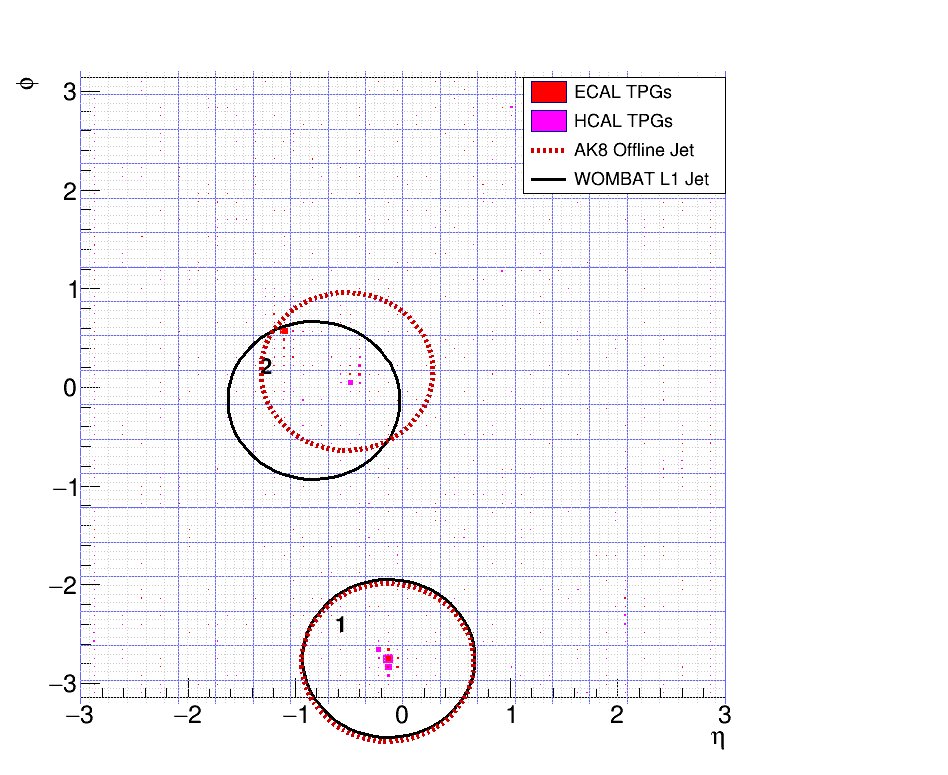 φ
3
2
1
0
−1
−2
−3
ECAL TPGs
HCAL TPGs
AK8 Offline Jet
WOMBAT L1 Jet
2
1
−3 −2 −1 0 1 2 3
η